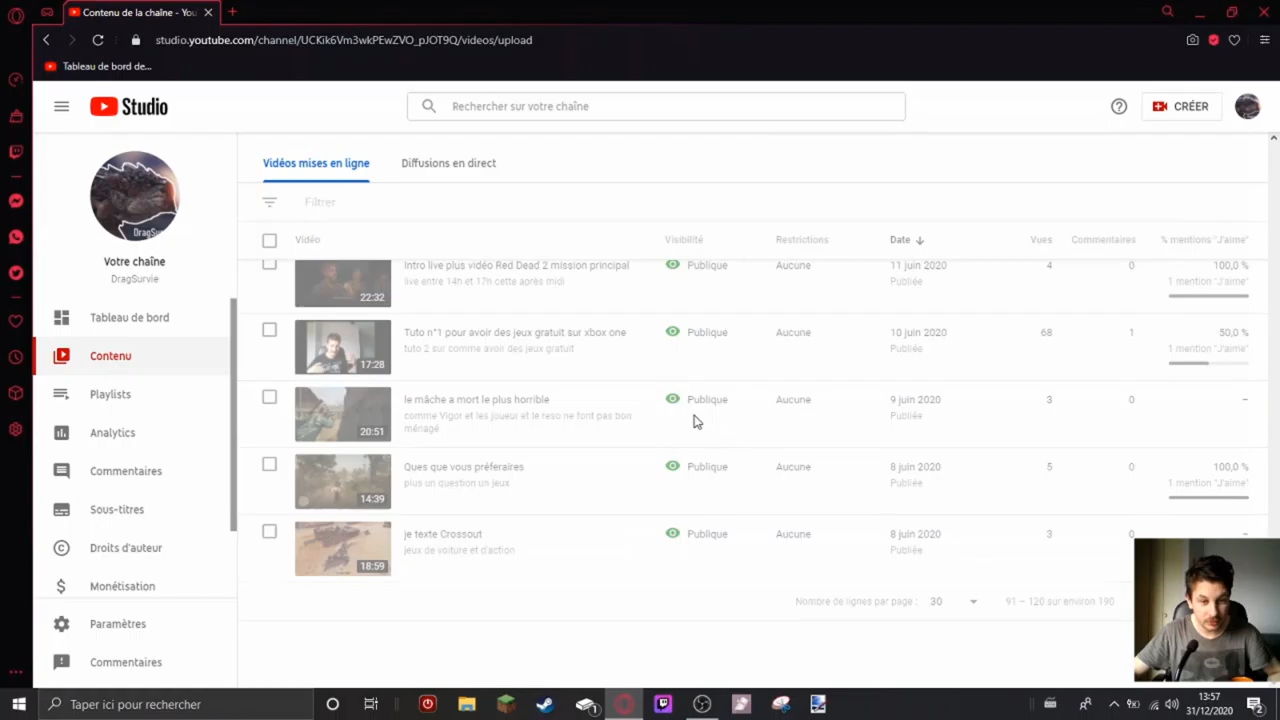 Contenu de la chaîne - You
studio.youtube.com/channel/UCKik6Vm3wkPEwZVO_pJOT9Q/videos/upload
Tableau de bord de...
Studio
Rechercher sur votre chaîne
CRÉER
Vidéos mises en ligne
Diffusions en direct
Filtrer
Vidéo
Visibilité
Restrictions
Date
Vues
Commentaires
% mentions "J'aime"
Intro live plus vidéo Red Dead 2 mission principal
live entre 14h et 17h cette après midi
22:32
Publique
Aucune
11 juin 2020
Publiée
4
0
100,0 %
1 mention "J'aime"
Tuto n°1 pour avoir des jeux gratuit sur xbox one
tuto 2 sur comme avoir des jeux gratuit
17:28
Publique
Aucune
10 juin 2020
Publiée
68
1
50,0 %
1 mention "J'aime"
le mâche a mort le plus horrible
comme Vigor et les joueur et le reso ne font pas bon
ménagé
20:51
Publique
Aucune
9 juin 2020
Publiée
3
0
–
Ques que vous préferaires
plus un question un jeux
14:39
Publique
Aucune
8 juin 2020
Publiée
5
0
100,0 %
1 mention "J'aime"
je texte Crossout
jeux de voiture et d'action
18:59
Publique
Aucune
8 juin 2020
Publiée
3
0
–
Nombre de lignes par page :
30
91 – 120 sur environ 190
DragSu
Votre chaîne
DragSurvie
Tableau de bord
Contenu
Playlists
Analytics
Commentaires
Sous-titres
Droits d'auteur
Monétisation
Paramètres
Commentaires
Taper ici pour rechercher
1
13:57
31/12/2020
2